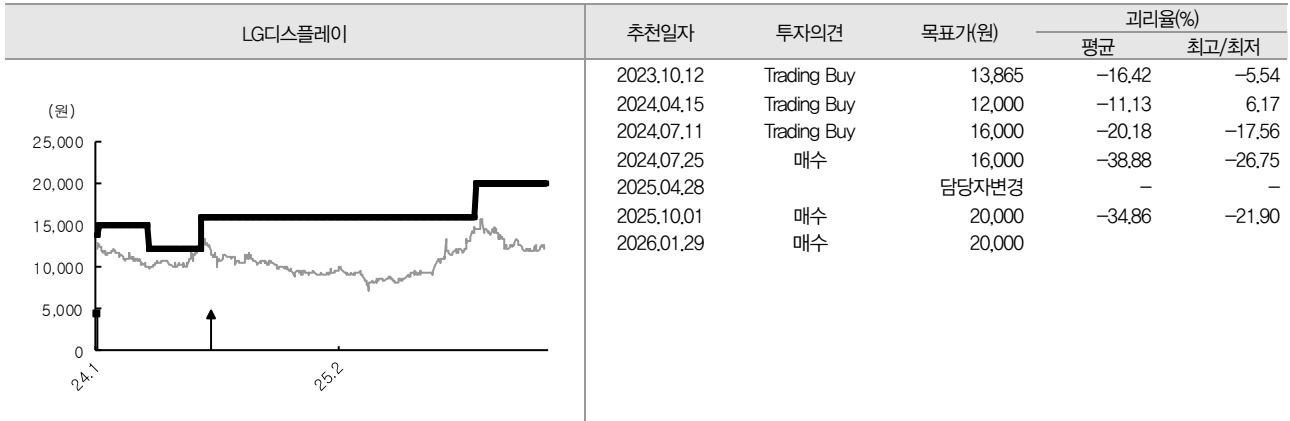 LG디스플레이
(원)
25,000
20,000
15,000
10,000
5,000
0
24.1
25.2
추천일자 투자의견 목표가(원) 괴리율(%)
평균 최고/최저
2023.10.12 Trading Buy 13,865 −16.42 −5.54
2024.04.15 Trading Buy 12,000 −11.13 6.17
2024.07.11 Trading Buy 16,000 −20.18 −17.56
2024.07.25 매수 16,000 −38.88 −26.75
2025.04.28 담당자변경 − −
2025.10.01 매수 20,000 −34.86 −21.90
2026.01.29 매수 20,000